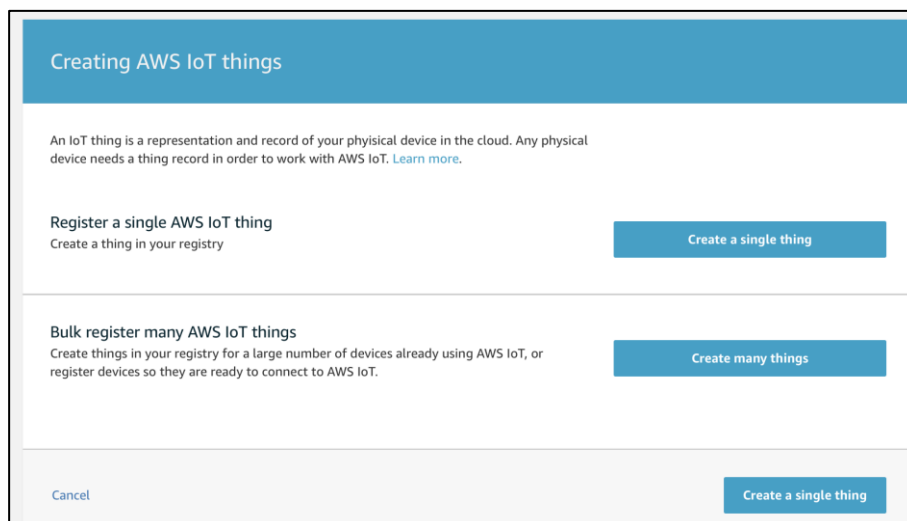 Creating AWS IoT things
An IoT thing is a representation and record of your phyisical device in the cloud. Any physical
device needs a thing record in order to work with AWS IoT. Learn more.
Register a single AWS IoT thing
Create a thing in your registry
Create a single thing
Bulk register many AWS IoT things
Create things in your registry for a large number of devices already using AWS IoT, or
register devices so they are ready to connect to AWS IoT.
Create many things
Cancel
Create a single thing